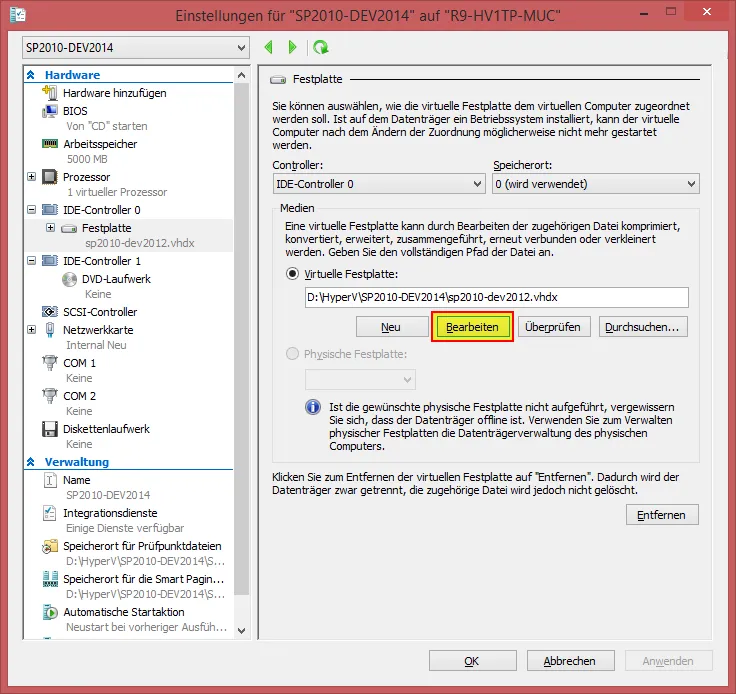 Einstellungen für "SP2010-DEV2014" auf "R9-HV1TP-MUC"
SP2010-DEV2014
Hardware
Hardware hinzufügen
BIOS
Von "CD" starten
Arbeitsspeicher
5000 MB
Prozessor
1 virtueller Prozessor
IDE-Controller 0
Festplatte
sp2010-dev2012.vhdx
IDE-Controller 1
DVD-Laufwerk
Keine
SCSI-Controller
Netzwerkkarte
Internal Neu
COM 1
Keine
COM 2
Keine
Diskettenlaufwerk
Keine
Verwaltung
Name
SP2010-DEV2014
Integrationsdienste
Einige Dienste verfügbar
Speicherort für Prüfpunktdateien
D:\HyperV\SP2010-DEV2014\S...
Speicherort für die Smart Pagin...
D:\HyperV\SP2010-DEV2014\S...
Automatische Startaktion
Neustart bei vorheriger Ausfüh...
Festplatte
Sie können auswählen, wie die virtuelle Festplatte dem virtuellen Computer zugeordnet
werden soll. Ist auf dem Datenträger ein Betriebssystem installiert, kann der virtuelle
Computer nach dem Ändern der Zuordnung möglicherweise nicht mehr gestartet
werden.
Controller: Speicherort:
IDE-Controller 0 0 (wird verwendet)
Medien
Eine virtuelle Festplatte kann durch Bearbeiten der zugehörigen Datei komprimiert,
konvertiert, erweitert, zusammengeführt, erneut verbunden oder verkleinert
werden. Geben Sie den vollständigen Pfad der Datei an.
Virtuelle Festplatte:
D:\HyperV\SP2010-DEV2014\sp2010-dev2012.vhdx
Neu Bearbeiten Überprüfen Durchsuchen...
Physische Festplatte:
Ist die gewünschte physische Festplatte nicht aufgeführt, vergewissern
Sie sich, dass der Datenträger offline ist. Verwenden Sie zum Verwalten
physischer Festplatten die Datenträgerverwaltung des physischen
Computers.
Klicken Sie zum Entfernen der virtuellen Festplatte auf "Entfernen". Dadurch wird der
Datenträger zwar getrennt, die zugehörige Datei wird jedoch nicht gelöscht.
Entfernen
OK Abbrechen Anwenden